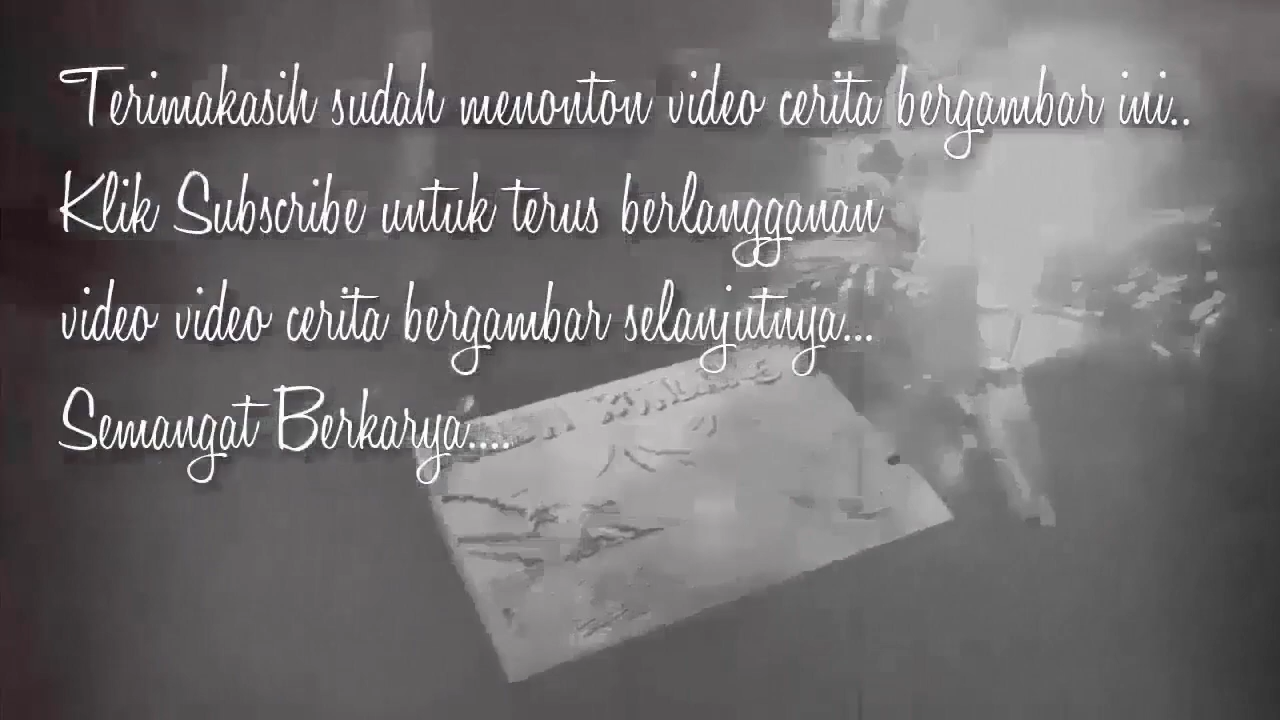 Terimakasih sudah menonton video cerita bergambar ini..
Klik Subscribe untuk terus berlangganan
video video cerita bergambar selanjutnya...
Semangat Berkarya....